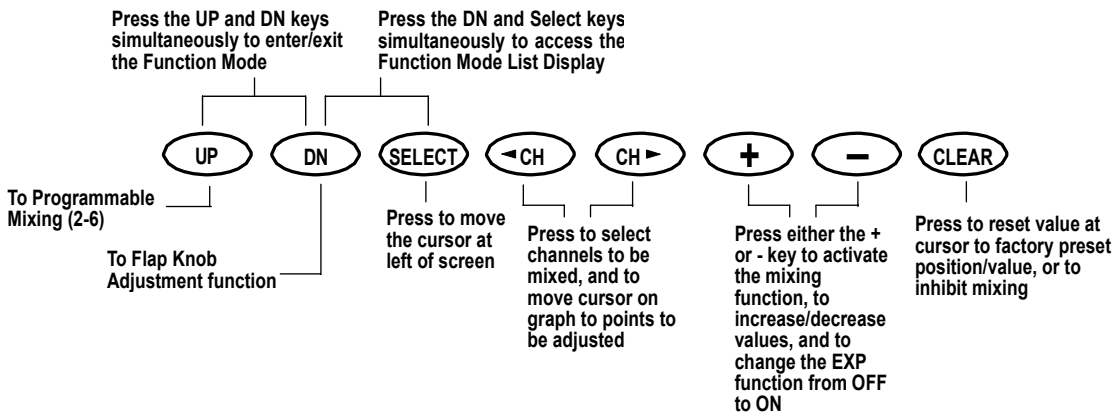 Press the UP and DN keys
simultaneously to enter/exit
the Function Mode
Press the DN and Select keys
simultaneously to access the
Function Mode List Display
UP
DN
SELECT
◄CH
CH►
+
−
CLEAR
To Programmable
Mixing (2-6)
To Flap Knob
Adjustment function
Press to move
the cursor at
left of screen
Press to select
channels to be
mixed, and to
move cursor on
graph to points to
be adjusted
Press either the +
or - key to activate
the mixing
function, to
increase/decrease
values, and to
change the EXP
function from OFF
to ON
Press to reset value at
cursor to factory preset
position/value, or to
inhibit mixing